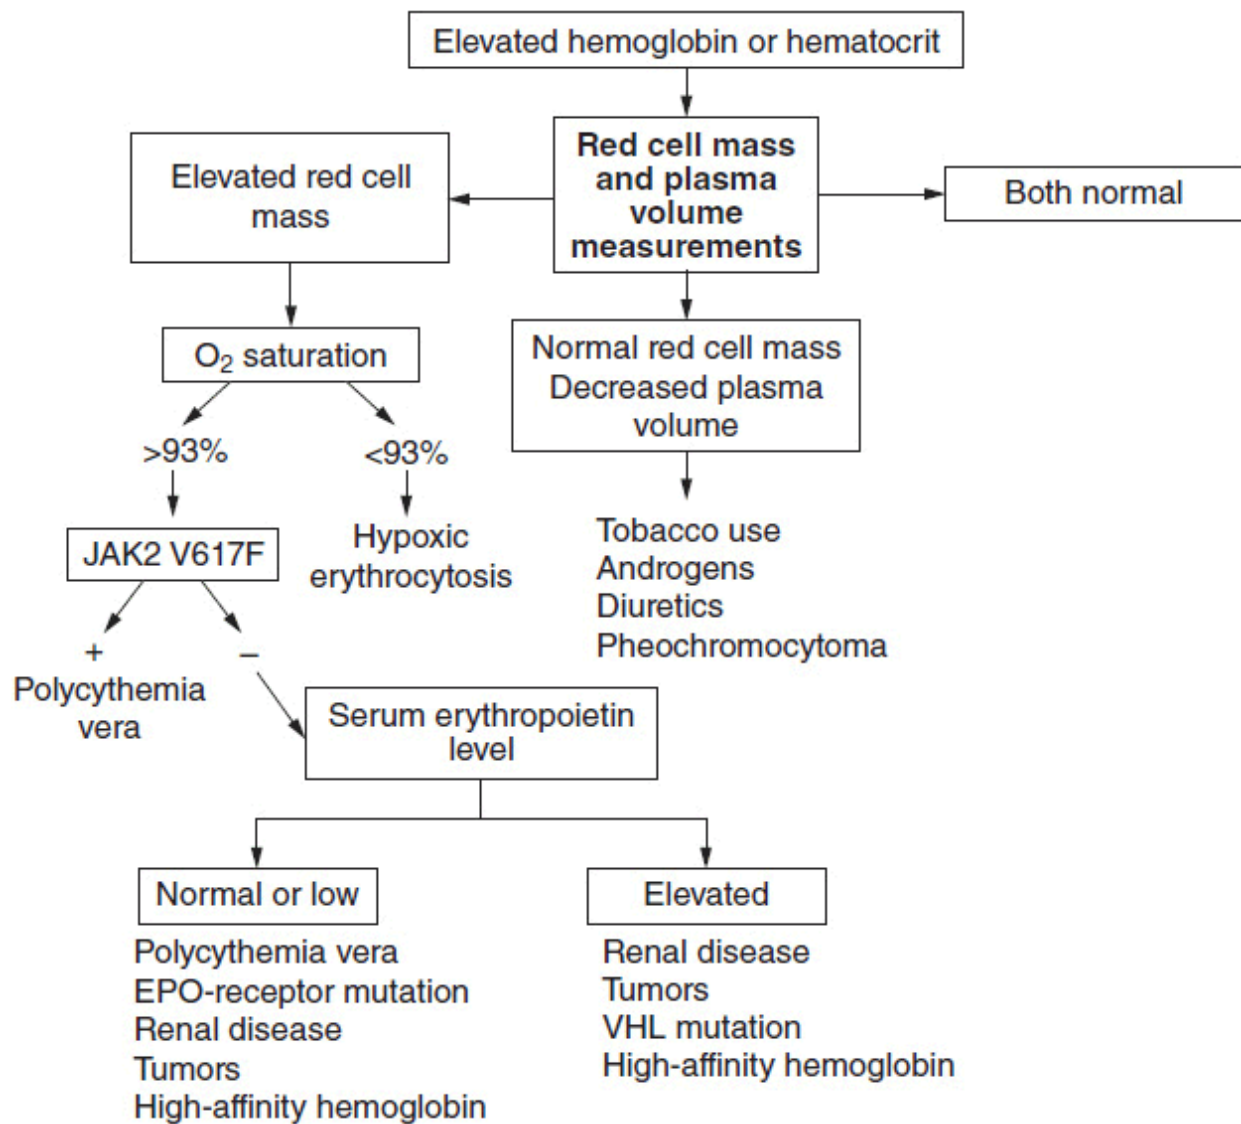 Elevated hemoglobin or hematocrit
Red cell mass
and plasma
volume
measurements
Elevated red cell
mass
Both normal
O₂ saturation
Normal red cell mass
Decreased plasma
volume
>93%
<93%
JAK2 V617F
Hypoxic
erythrocytosis
Tobacco use
Androgens
Diuretics
Pheochromocytoma
+
–
Polycythemia
vera
Serum erythropoietin
level
Normal or low
Elevated
Polycythemia vera
EPO-receptor mutation
Renal disease
Tumors
High-affinity hemoglobin
Renal disease
Tumors
VHL mutation
High-affinity hemoglobin